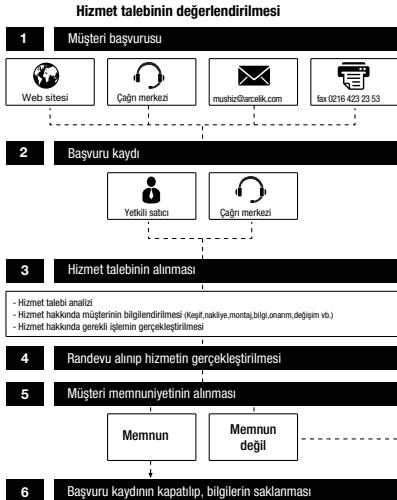 Hizmet talebinin değerlendirilmesi
1 Müşteri başvurusu
Web sitesi
Çağrı merkezi
mushiz@arcelik.com
fax 0216 423 23 53
2 Başvuru kaydı
Yetkili satıcı
Çağrı merkezi
3 Hizmet talebinin alınması
- Hizmet talebi analizi
- Hizmet hakkında müşterinin bilgilendirilmesi (Keşif,nakliye,montaj,bilgi,onarım,değişim vb.)
- Hizmet hakkında gerekli işlemin gerçekleştirilmesi
4 Randevu alınıp hizmetin gerçekleştirilmesi
5 Müşteri memnuniyetinin alınması
Memnun
Memnun
değil
6 Başvuru kaydının kapatılıp, bilgilerin saklanması